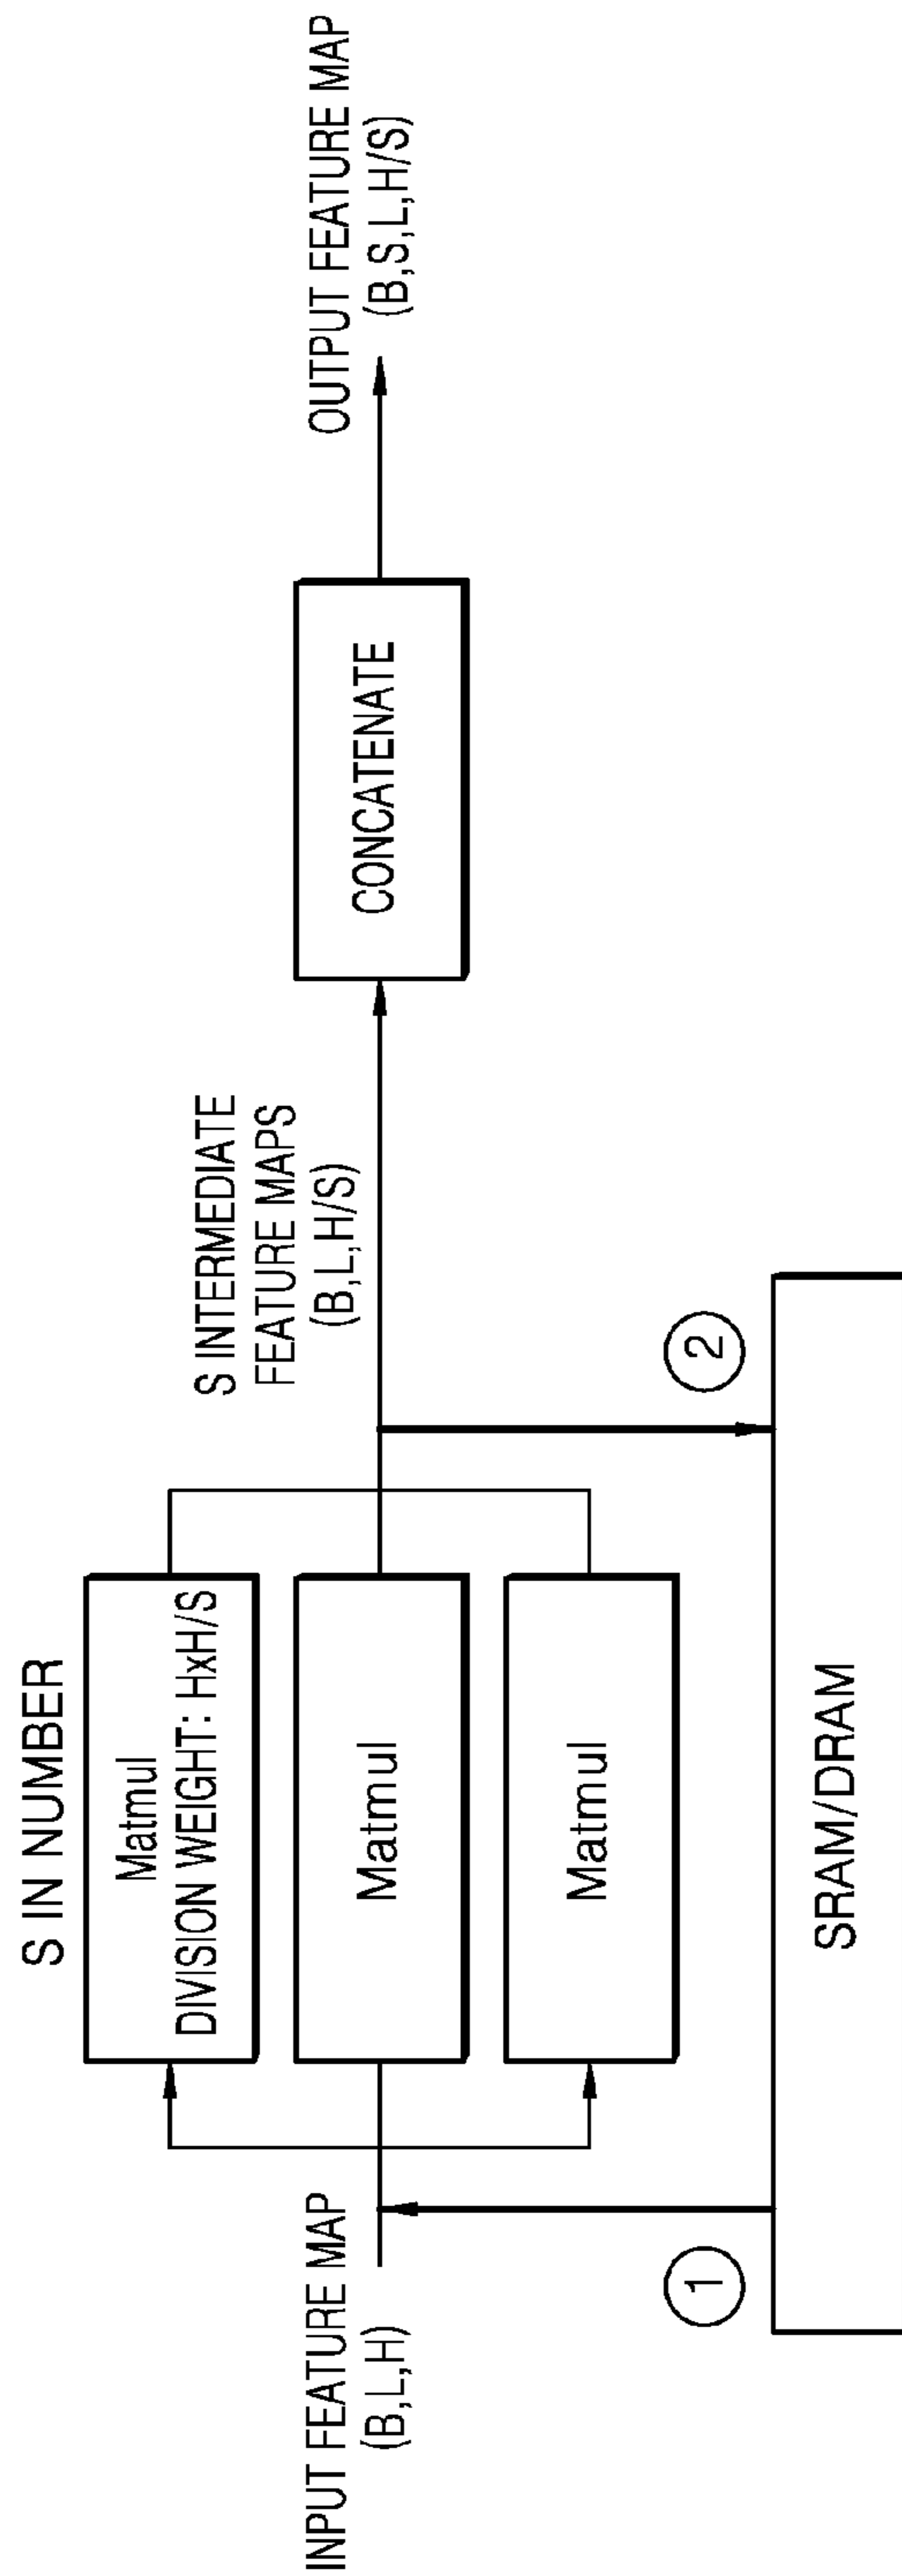 S IN NUMBER
INPUT FEATURE MAP
(B,L,H)
Matmul
DIVISION WEIGHT: HxH/S
Matmul
Matmul
S INTERMEDIATE
FEATURE MAPS
(B,L,H/S)
CONCATENATE
OUTPUT FEATURE MAP
(B,S,L,H/S)
1
2
SRAM/DRAM